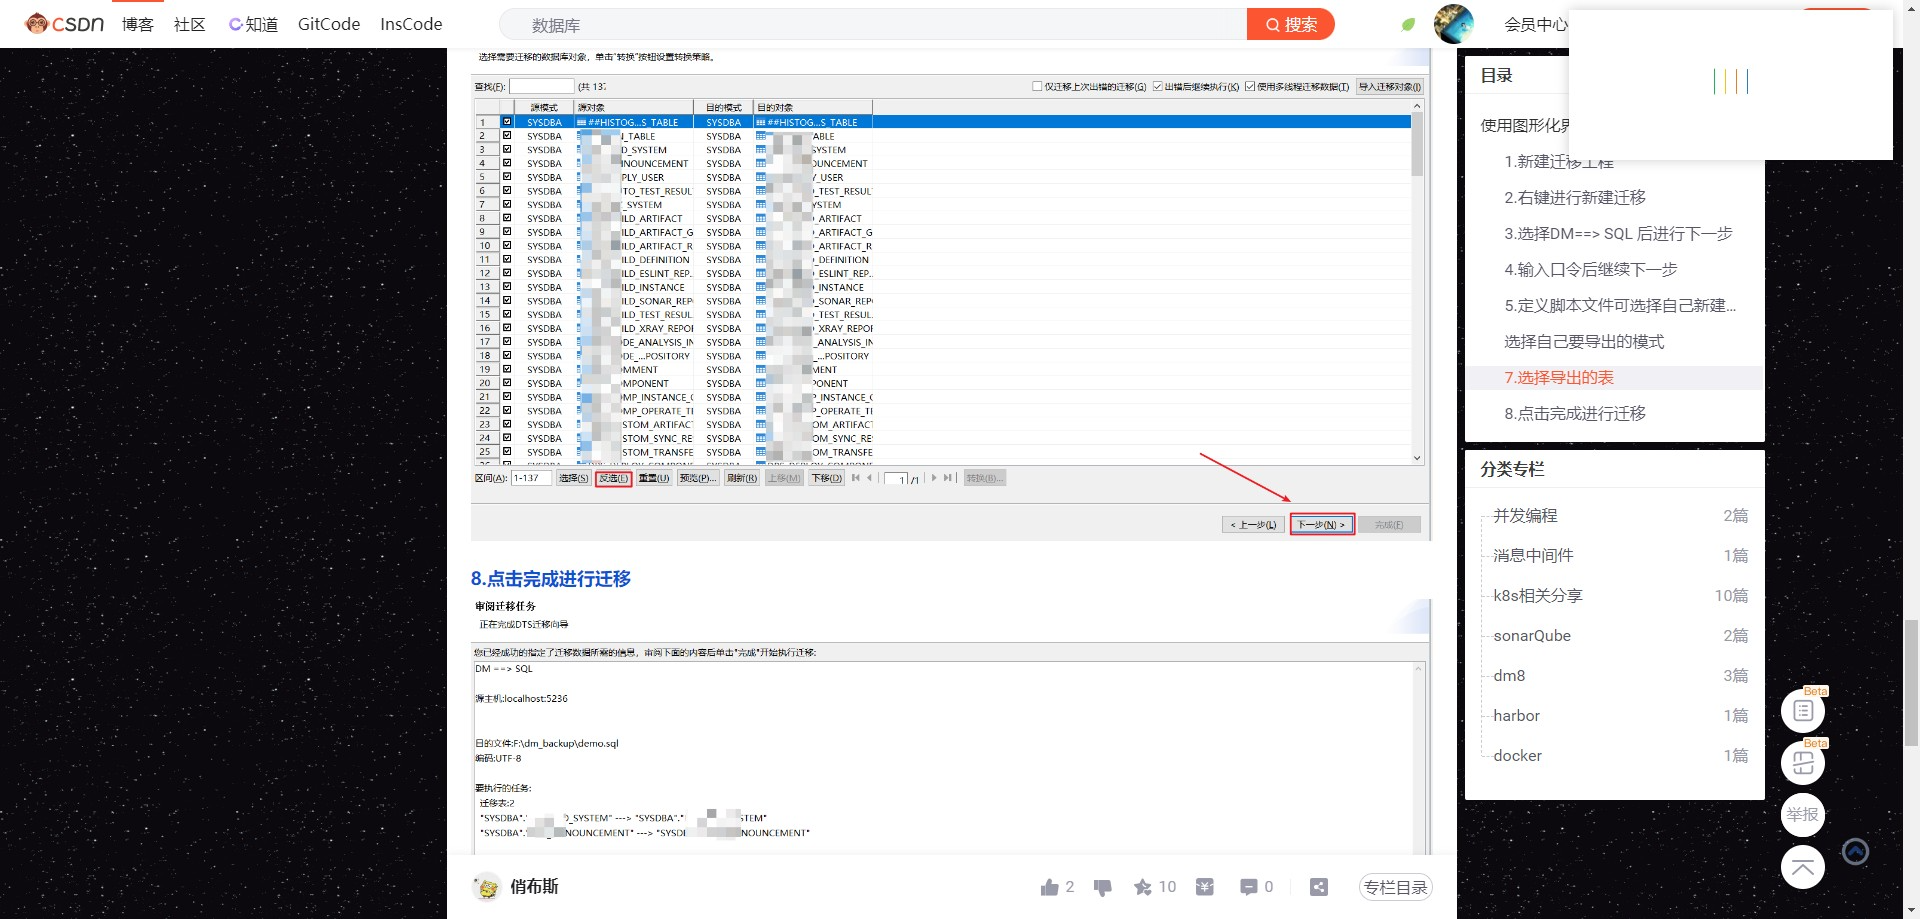 CSDN 博客 社区 C知道 GitCode InsCode 数据库 搜索 会员中心
选择需要迁移的数据库对象，单击"转换"按钮设置转换策略。
查找(F): (共 137 仅迁移上次出错的迁移(G) 出错后继续执行(K) 使用多线程迁移数据(T) 导入迁移对象(I)
源模式 源对象 目的模式 目的对象
1 SYSDBA ##HISTOG...S_TABLE SYSDBA ##HISTOG...S_TABLE
2 SYSDBA _TABLE SYSDBA ABLE
3 SYSDBA D_SYSTEM SYSDBA SYSTEM
4 SYSDBA NOUNCEMENT SYSDBA OUNCEMENT
5 SYSDBA PLY_USER SYSDBA _USER
6 SYSDBA TO_TEST_RESUL SYSDBA _TEST_RESUL
7 SYSDBA _SYSTEM SYSDBA SYSTEM
8 SYSDBA ILD_ARTIFACT SYSDBA _ARTIFACT
9 SYSDBA ILD_ARTIFACT_G SYSDBA _ARTIFACT_G
10 SYSDBA ILD_ARTIFACT_R SYSDBA _ARTIFACT_R
11 SYSDBA ILD_DEFINITION SYSDBA _DEFINITION
12 SYSDBA ILD_ESLINT_REP... SYSDBA _ESLINT_REP...
13 SYSDBA ILD_INSTANCE SYSDBA _INSTANCE
14 SYSDBA ILD_SONAR_REP SYSDBA _SONAR_REP
15 SYSDBA ILD_TEST_RESUL SYSDBA _TEST_RESUL
16 SYSDBA ILD_XRAY_REPOR SYSDBA _XRAY_REPOR
17 SYSDBA DE_ANALYSIS_IN SYSDBA _ANALYSIS_IN
18 SYSDBA DE_...POSITORY SYSDBA _...POSITORY
19 SYSDBA MMENT SYSDBA MENT
20 SYSDBA MPONENT SYSDBA PONENT
21 SYSDBA MP_INSTANCE_C SYSDBA MP_INSTANCE_C
22 SYSDBA MP_OPERATE_TE SYSDBA MP_OPERATE_TE
23 SYSDBA STOM_ARTIFACT SYSDBA OM_ARTIFACT
24 SYSDBA STOM_SYNC_RE SYSDBA OM_SYNC_RE
25 SYSDBA STOM_TRANSFE SYSDBA OM_TRANSFE
区间(A): 1-137 选择(S) 反选(E) 重置(U) 预览(P)... 刷新(R) 上移(M) 下移(D) 1 /1 转换(B)...
< 上一步(L) 下一步(N) > 完成(F)
8.点击完成进行迁移
审阅迁移任务
正在完成DTS迁移向导
您已经成功的指定了迁移数据所需的信息，审阅下面的内容后单击"完成"开始执行迁移:
DM ==> SQL
源主机:localhost:5236
目的文件:F:\dm_backup\demo.sql
编码:UTF-8
要执行的任务:
迁移表:2
"SYSDBA"." D_SYSTEM" ---> "SYSDBA"." STEM"
"SYSDBA"." NOUNCEMENT" ---> "SYSD NOUNCEMENT"
俏布斯 2 10 0 专栏目录
目录
使用图形化界
1.新建迁移工程
2.右键进行新建迁移
3.选择DM==> SQL 后进行下一步
4.输入口令后继续下一步
5.定义脚本文件可选择自己新建...
选择自己要导出的模式
7.选择导出的表
8.点击完成进行迁移
分类专栏
并发编程 2篇
消息中间件 1篇
k8s相关分享 10篇
sonarQube 2篇
dm8 3篇
harbor 1篇
docker 1篇
Beta
Beta
举报